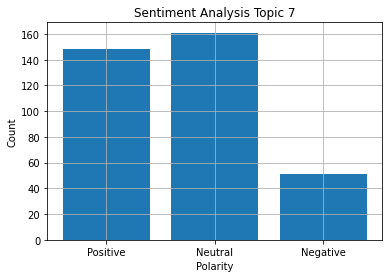 Sentiment Analysis Topic 7
160
140
120
100
80
60
40
20
0
Count
Positive Neutral Negative
Polarity